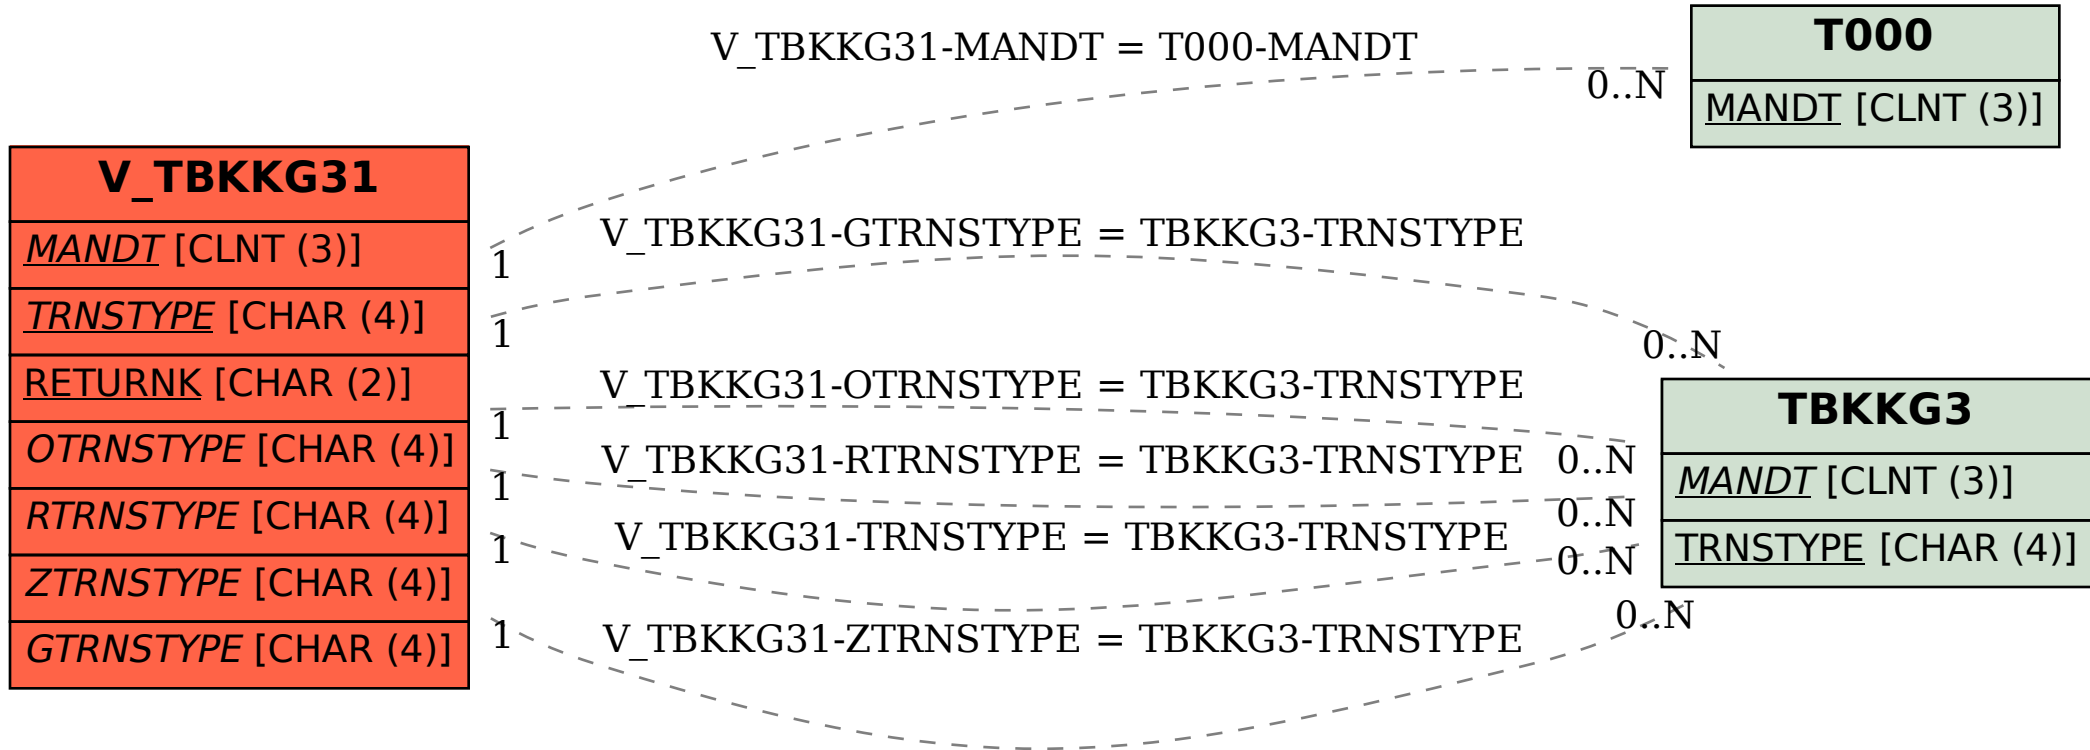 V_TBKKG31-MANDT = T000-MANDT
0..N
T000
MANDT [CLNT (3)]
V_TBKKG31
MANDT [CLNT (3)]
TRNSTYPE [CHAR (4)]
RETURNK [CHAR (2)]
OTRNSTYPE [CHAR (4)]
RTRNSTYPE [CHAR (4)]
ZTRNSTYPE [CHAR (4)]
GTRNSTYPE [CHAR (4)]
1
V_TBKKG31-GTRNSTYPE = TBKKG3-TRNSTYPE
1
0..N
V_TBKKG31-OTRNSTYPE = TBKKG3-TRNSTYPE
1
0..N
V_TBKKG31-RTRNSTYPE = TBKKG3-TRNSTYPE
1
0..N
V_TBKKG31-TRNSTYPE = TBKKG3-TRNSTYPE
1
0..N
V_TBKKG31-ZTRNSTYPE = TBKKG3-TRNSTYPE
1
0..N
TBKKG3
MANDT [CLNT (3)]
TRNSTYPE [CHAR (4)]